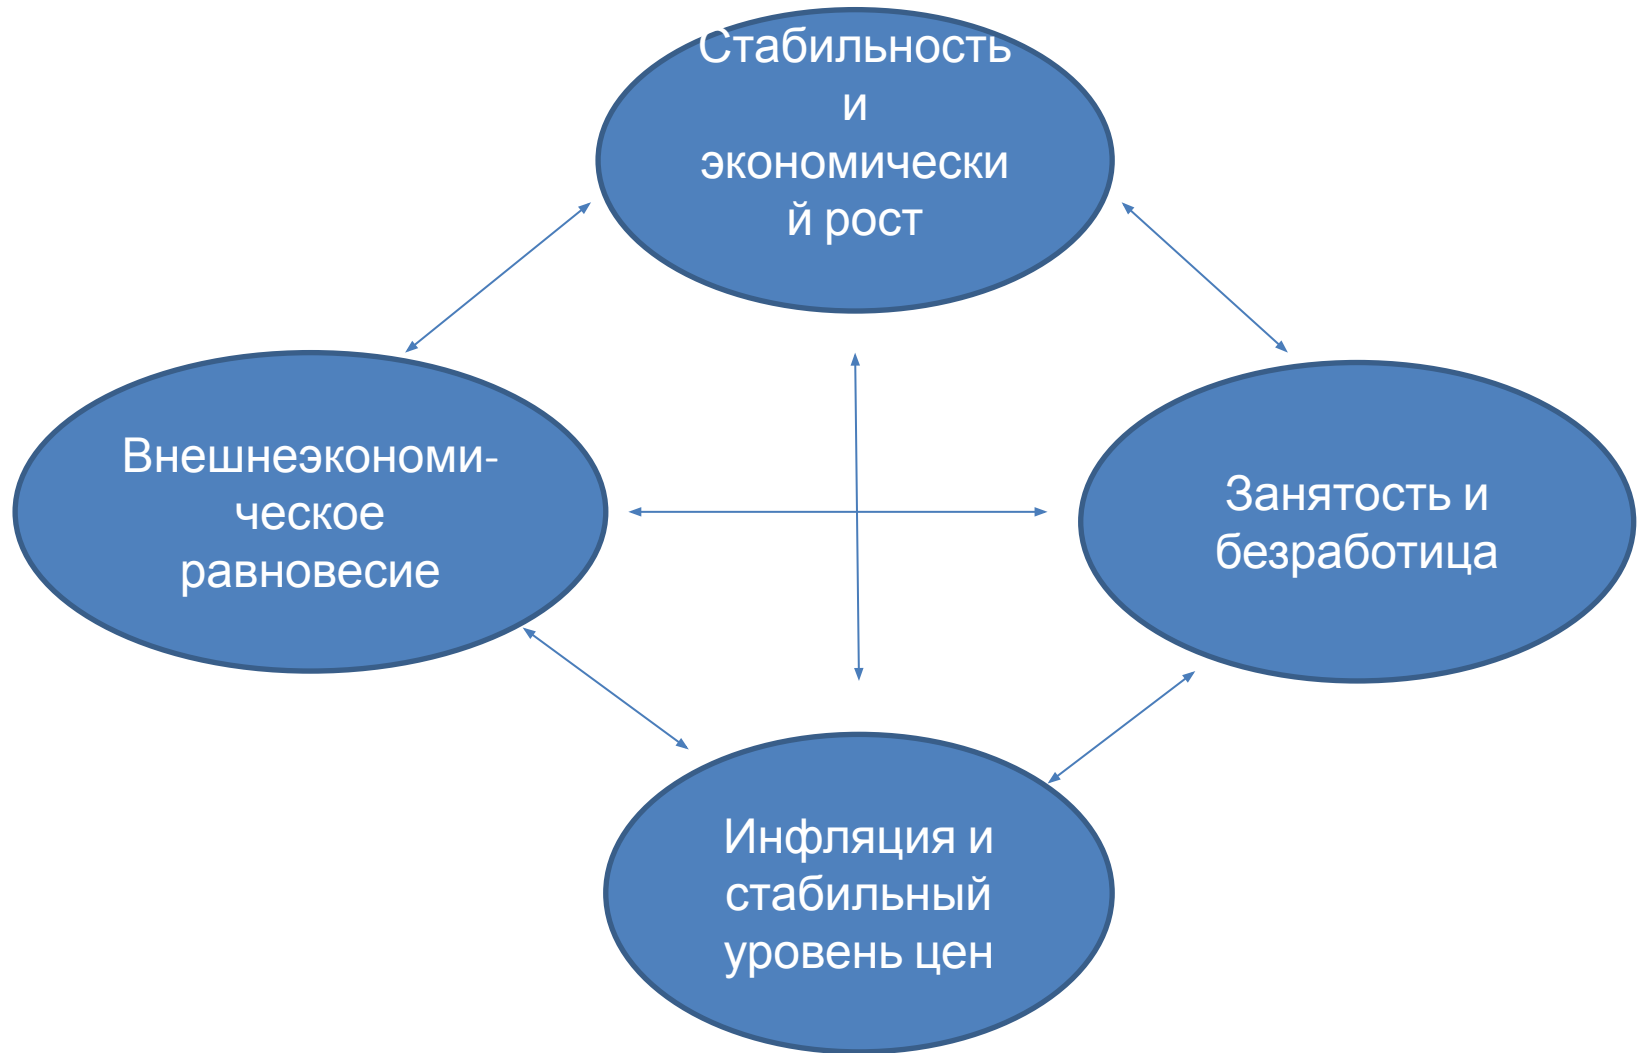 Стабильность
и
экономически
й рост
Внешнеэкономи-
ческое
равновесие
Занятость и
безработица
Инфляция и
стабильный
уровень цен